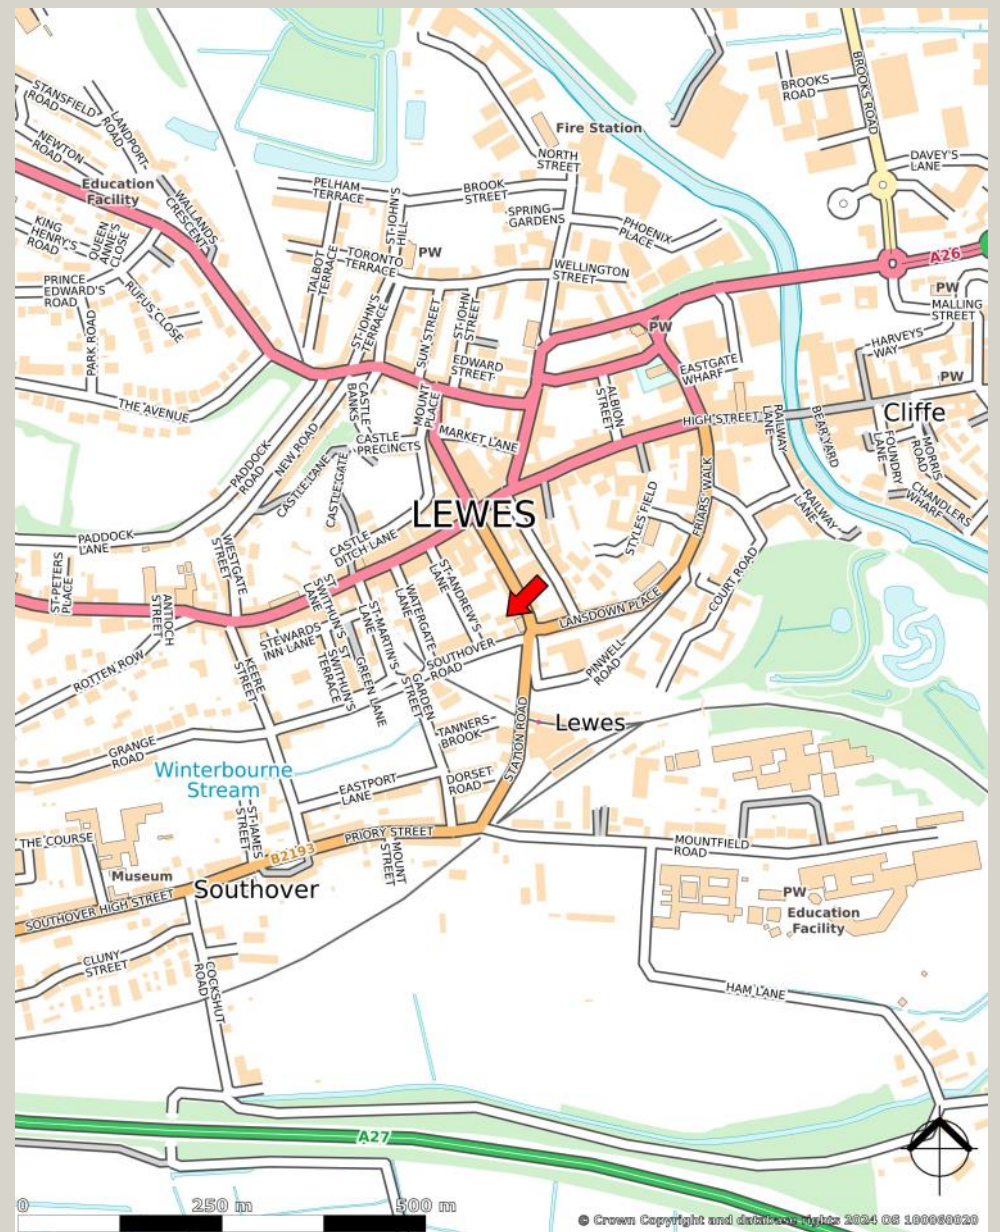 STANSFIELD
ROAD
LANDPORT
ROAD
NEWTON
ROAD
Education
Facility
WALLANDS
CRESCENT
KING
HENRY'S
ROAD
QUEEN
ANNE'S
CLOSE
PRINCE
EDWARD'S
ROAD
RUFUS CLOSE
PARK ROAD
THE AVENUE
PELHAM
TERRACE
ST-JOHN'S
HILL
BROOK
STREET
NORTH
STREET
Fire Station
SPRING
GARDENS
PHOENIX
PLACE
TORONTO
TERRACE
TALBOT
TERRACE
PW
WELLINGTON
STREET
BROOKS
ROAD
BROOKS ROAD
DAVEY'S
LANE
A26
PW
MALLING
STREET
HARVEYS
WAY
PW
Cliffe
ST-JOHN'S
TERRACE
SUN STREET
ST-JOHN
STREET
EDWARD
STREET
PW
EASTGATE
WHARF
ALBION
STREET
HIGH STREET
RAILWAY
LANE
BEAR YARD
FOUNDRY
LANE
MORRIS
ROAD
CHANDLERS
WHARF
CASTLE
BANKS
MOUNT
PLACE
CASTLE
PRECINCTS
MARKET LANE
PADDOCK
ROAD
NEW ROAD
CASTLE LANE
CASTLEGATE
LEWES
STYLES FIELD
FRIARS' WALK
RAILWAY
LANE
PADDOCK
LANE
CASTLE
DITCH LANE
WESTGATE
STREET
ST-PETERS
PLACE
ANTIOCH
STREET
ROTTEN ROW
STEWARDS
INN LANE
ST-SWITHUN'S
LANE
ST-SWITHUN'S
TERRACE
ST-MARTIN'S
LANE
GREEN LANE
WATERGATE
LANE
ST-ANDREW'S
LANE
SOUTHOVER
ROAD
LANSDOWN PLACE
COURT ROAD
PINWELL
ROAD
KEERE
STREET
GARDEN
STREET
TANNERS
BROOK
STATION ROAD
Lewes
GRANGE
ROAD
Winterbourne
Stream
EASTPORT
LANE
DORSET
ROAD
ST-JAMES
STREET
PRIORY STREET
B2193
MOUNT
STREET
MOUNTFIELD
ROAD
THE COURSE
Museum
Southover
SOUTHOVER HIGH STREET
PW
Education
Facility
CLUNY
STREET
COCKSHUT
ROAD
HAM LANE
A27
0 250 m 500 m
© Crown Copyright and database rights 2024 OS 100060020